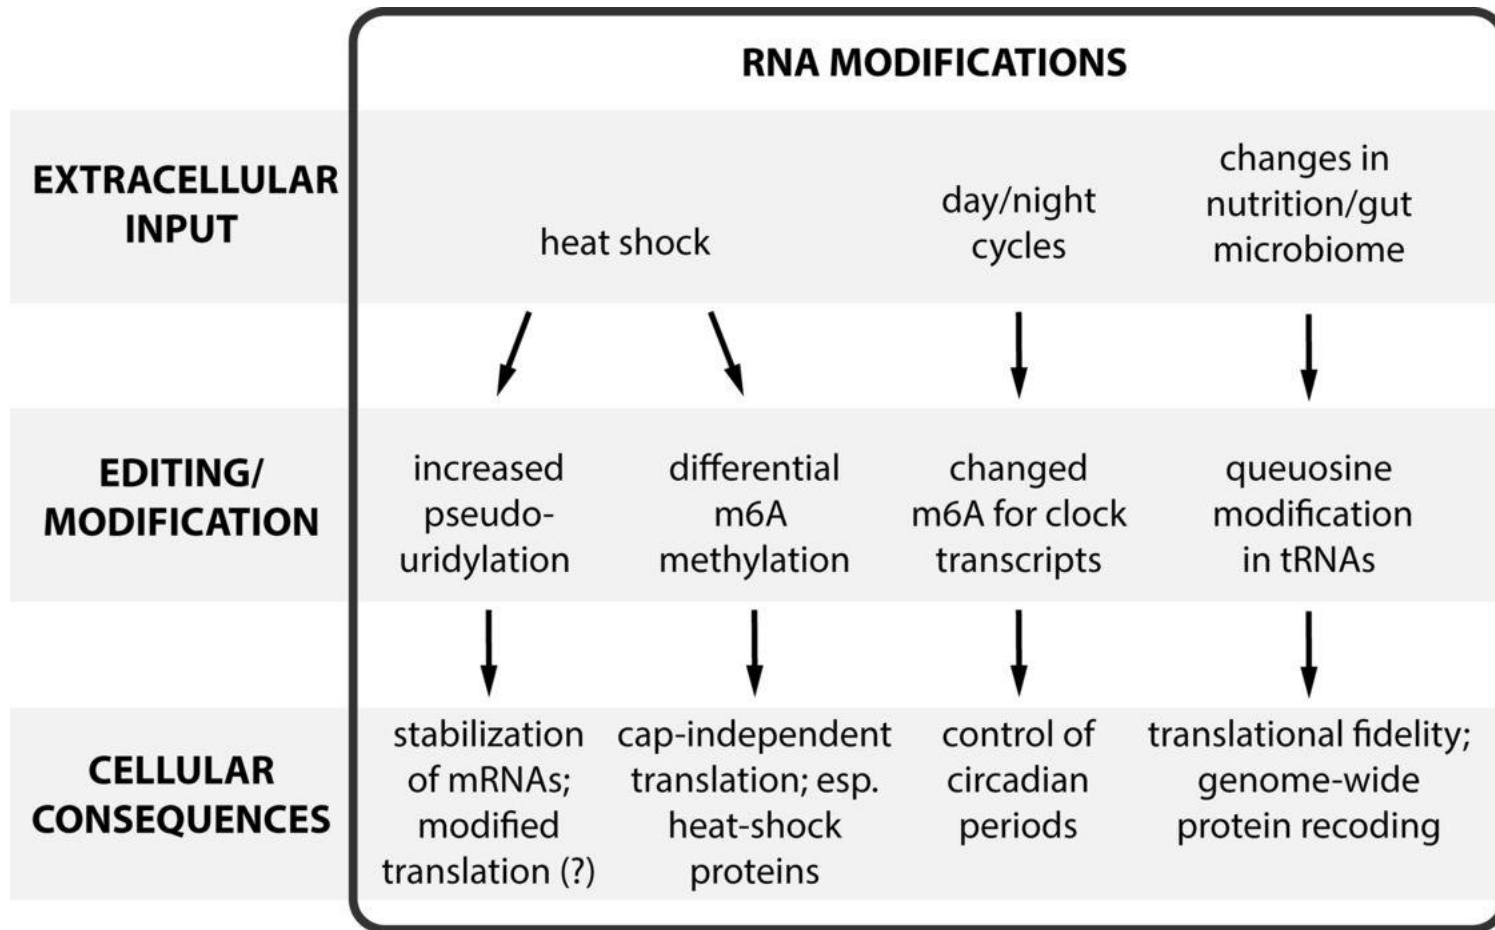 RNA MODIFICATIONS
EXTRACELLULAR
INPUT
heat shock
day/night
cycles
changes in
nutrition/gut
microbiome
EDITING/
MODIFICATION
increased
pseudo-
uridylation
differential
m6A
methylation
changed
m6A for clock
transcripts
queuosine
modification
in tRNAs
CELLULAR
CONSEQUENCES
stabilization
of mRNAs;
modified
translation (?)
cap-independent
translation; esp.
heat-shock
proteins
control of
circadian
periods
translational fidelity;
genome-wide
protein recoding